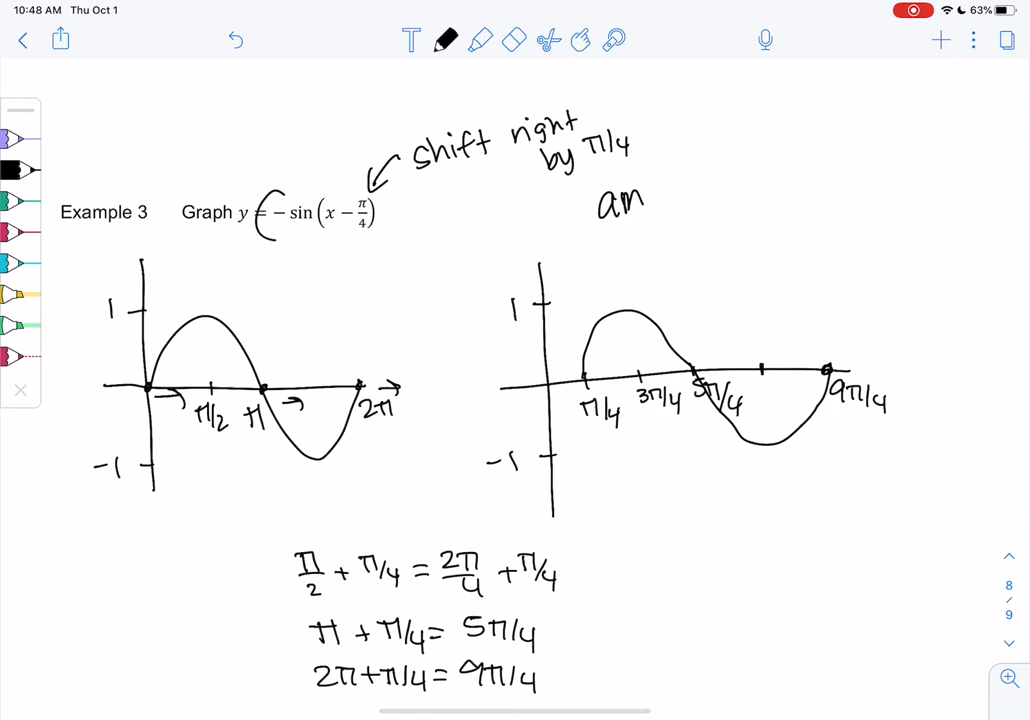 10:48 AM Thu Oct 1
63%
T
shift right
by π/4
am
Example 3 Graph y = − sin (x − π/4)
1
-1
π/2
π
2π
1
-1
π/4
3π/4
5π/4
9π/4
π/2 + π/4 = 2π/4 + π/4
π + π/4 = 5π/4
2π + π/4 = 9π/4
8
/
9